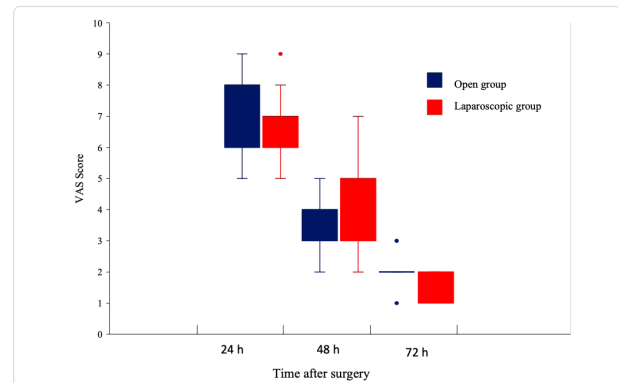 10
9
8
7
6
5
4
3
2
1
0
VAS Score
Open group
Laparoscopic group
24 h 48 h 72 h
Time after surgery